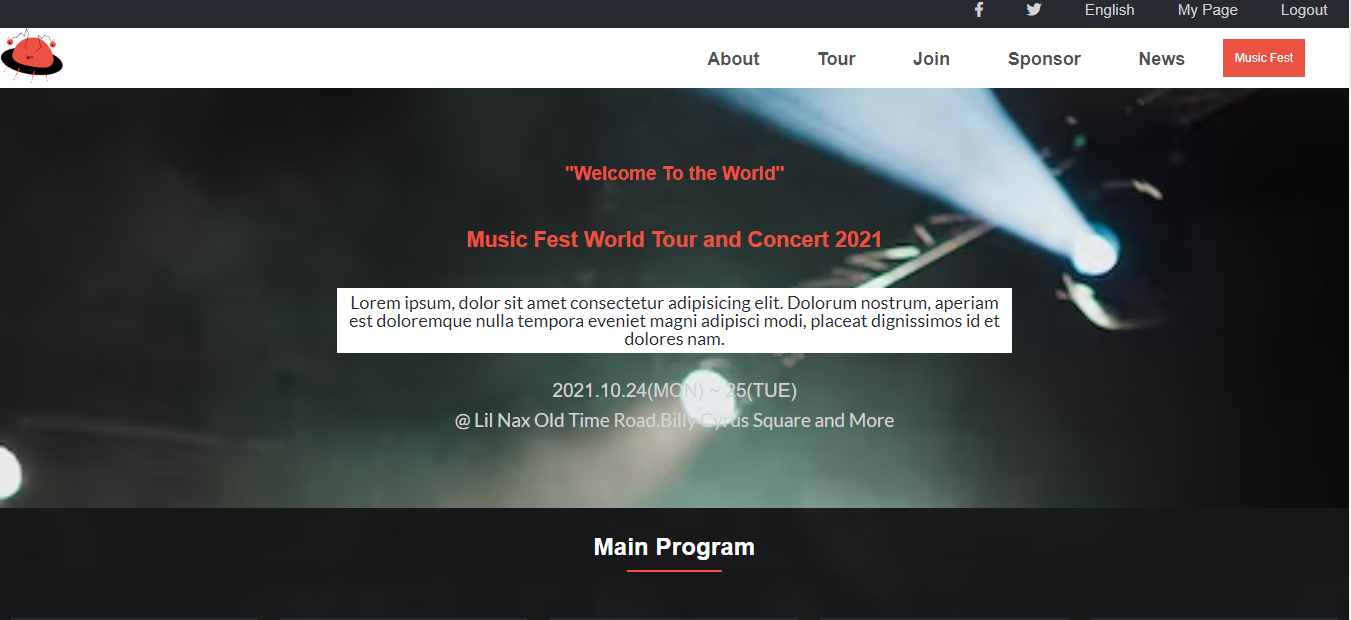 English My Page Logout
About Tour Join Sponsor News Music Fest
"Welcome To the World"
Music Fest World Tour and Concert 2021
Lorem ipsum, dolor sit amet consectetur adipisicing elit. Dolorum nostrum, aperiam
est doloremque nulla tempora eveniet magni adipisci modi, placeat dignissimos id et
dolores nam.
2021.10.24(MON) ~ 25(TUE)
@ Lil Nax Old Time Road.Billy Cyrus Square and More
Main Program